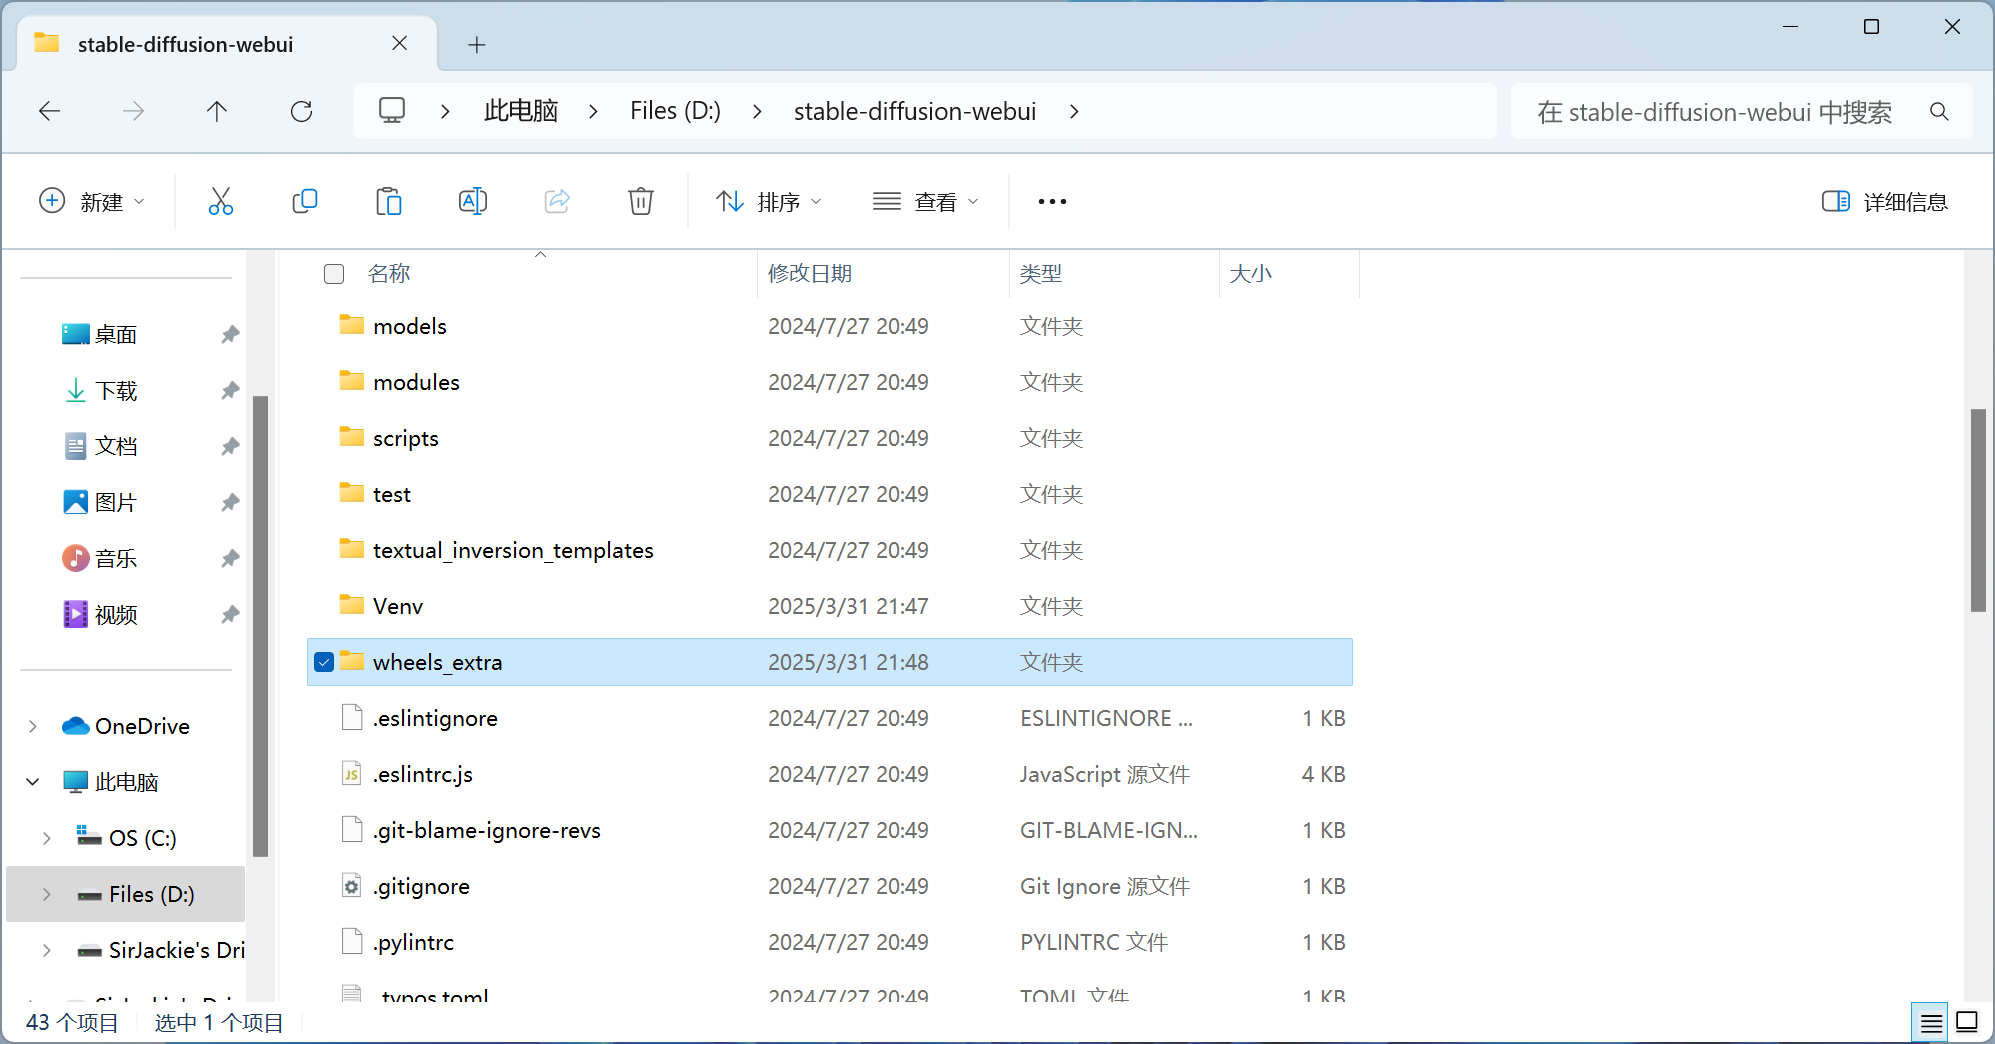 stable-diffusion-webui
此电脑 Files (D:) stable-diffusion-webui 在 stable-diffusion-webui 中搜索
新建 排序 查看 详细信息
名称 修改日期 类型 大小
桌面
下载
文档
图片
音乐
视频
OneDrive
此电脑
OS (C:)
Files (D:)
SirJackie's Dri
models 2024/7/27 20:49 文件夹
modules 2024/7/27 20:49 文件夹
scripts 2024/7/27 20:49 文件夹
test 2024/7/27 20:49 文件夹
textual_inversion_templates 2024/7/27 20:49 文件夹
Venv 2025/3/31 21:47 文件夹
wheels_extra 2025/3/31 21:48 文件夹
.eslintignore 2024/7/27 20:49 ESLINTIGNORE ... 1 KB
.eslintrc.js 2024/7/27 20:49 JavaScript 源文件 4 KB
.git-blame-ignore-revs 2024/7/27 20:49 GIT-BLAME-IGN... 1 KB
.gitignore 2024/7/27 20:49 Git Ignore 源文件 1 KB
.pylintrc 2024/7/27 20:49 PYLINTRC 文件 1 KB
.typos.toml 2024/7/27 20:49 TOML 文件 1 KB
43 个项目 选中 1 个项目